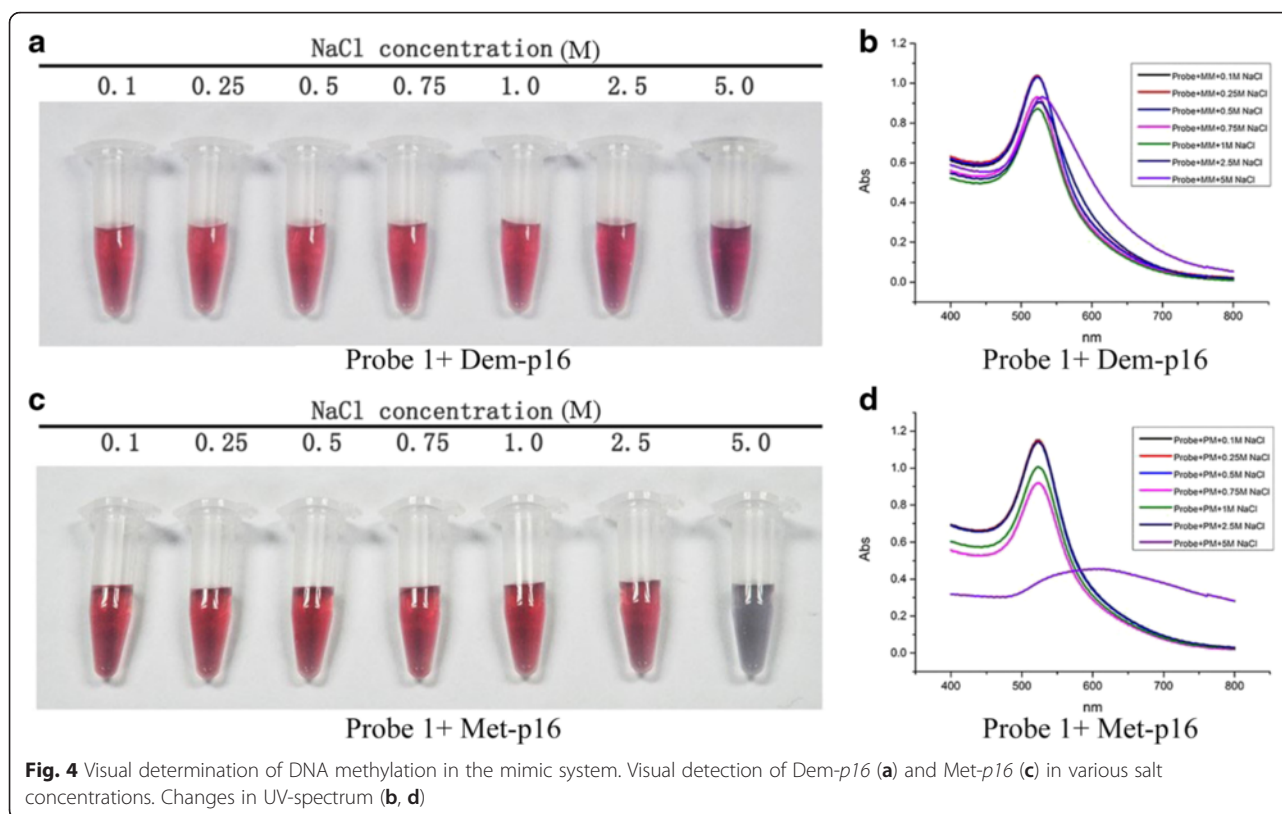 a
NaCl concentration (M)
0.1 0.25 0.5 0.75 1.0 2.5 5.0
Probe 1+ Dem-p16
b
1.2
1.0
0.8
0.6
0.4
0.2
0.0
Abs
400 500 600 700 800
nm
Probe+MM+0.1M NaCl
Probe+MM+0.25M NaCl
Probe+MM+0.5M NaCl
Probe+MM+0.75M NaCl
Probe+MM+1M NaCl
Probe+MM+2.5M NaCl
Probe+MM+5M NaCl
Probe 1+ Dem-p16
c
NaCl concentration (M)
0.1 0.25 0.5 0.75 1.0 2.5 5.0
Probe 1+ Met-p16
d
1.2
1.0
0.8
0.6
0.4
0.2
0.0
Abs
400 500 600 700 800
nm
Probe+PM+0.1M NaCl
Probe+PM+0.25M NaCl
Probe+PM+0.5M NaCl
Probe+PM+0.75M NaCl
Probe+PM+1M NaCl
Probe+PM+2.5M NaCl
Probe+PM+5M NaCl
Probe 1+ Met-p16
Fig. 4 Visual determination of DNA methylation in the mimic system. Visual detection of Dem-p16 (a) and Met-p16 (c) in various salt
concentrations. Changes in UV-spectrum (b, d)